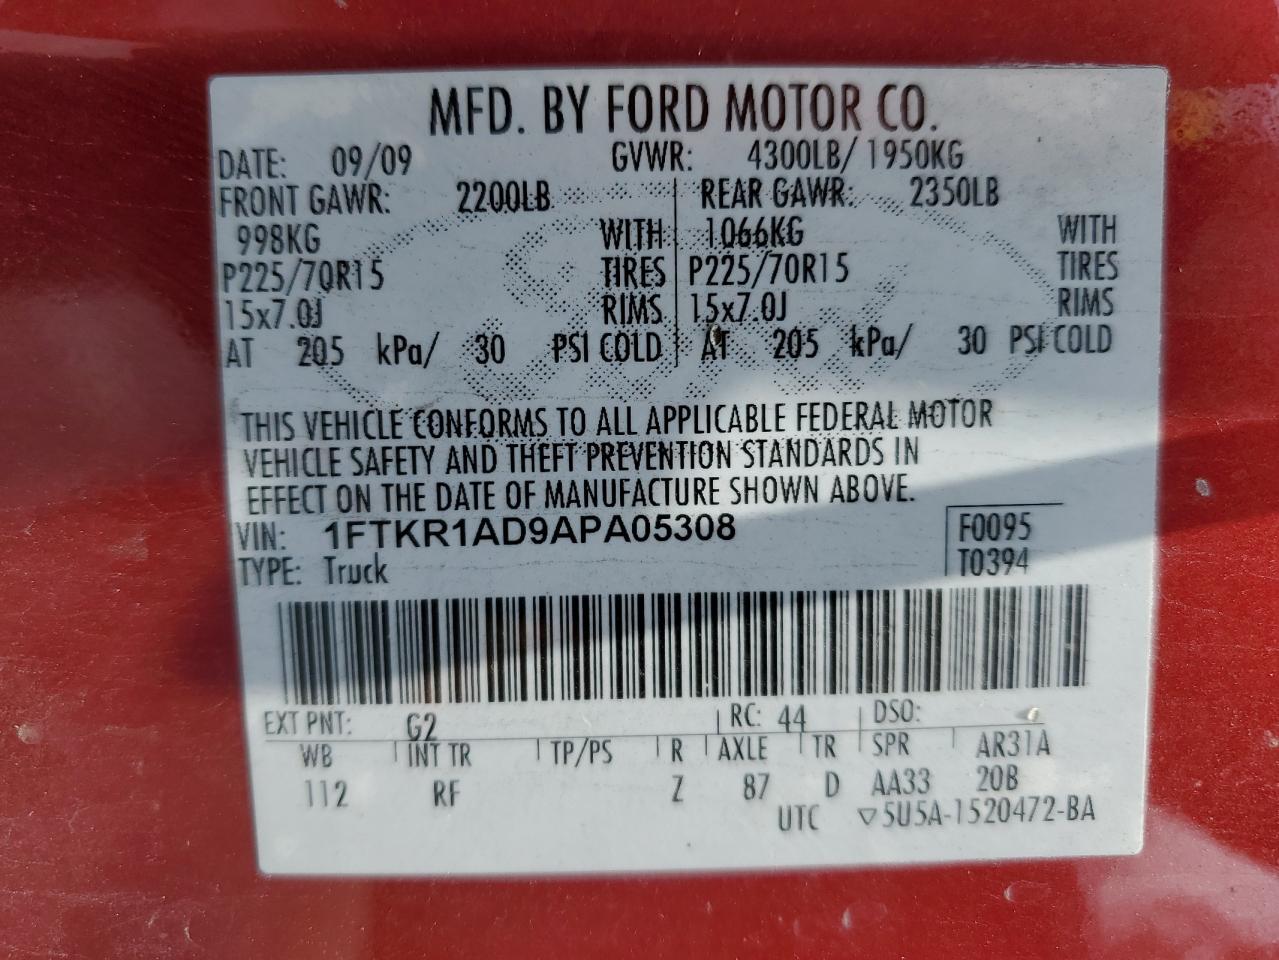 MFD. BY FORD MOTOR CO.
DATE: 09/09 GVWR: 4300LB/ 1950KG
FRONT GAWR: 2200LB REAR GAWR: 2350LB
998KG WITH 1066KG WITH
P225/70R15 TIRES P225/70R15 TIRES
15x7.0J RIMS 15x7.0J RIMS
AT 205 kPa/ 30 PSI COLD AT 205 kPa/ 30 PSI COLD
THIS VEHICLE CONFORMS TO ALL APPLICABLE FEDERAL MOTOR
VEHICLE SAFETY AND THEFT PREVENTION STANDARDS IN
EFFECT ON THE DATE OF MANUFACTURE SHOWN ABOVE.
VIN: 1FTKR1AD9APA05308 F0095
TYPE: Truck T0394
EXT PNT: G2 RC: 44 DSO:
WB INT TR TP/PS R AXLE TR SPR AR31A
112 RF Z 87 D AA33 20B
UTC ▽5U5A-1520472-BA